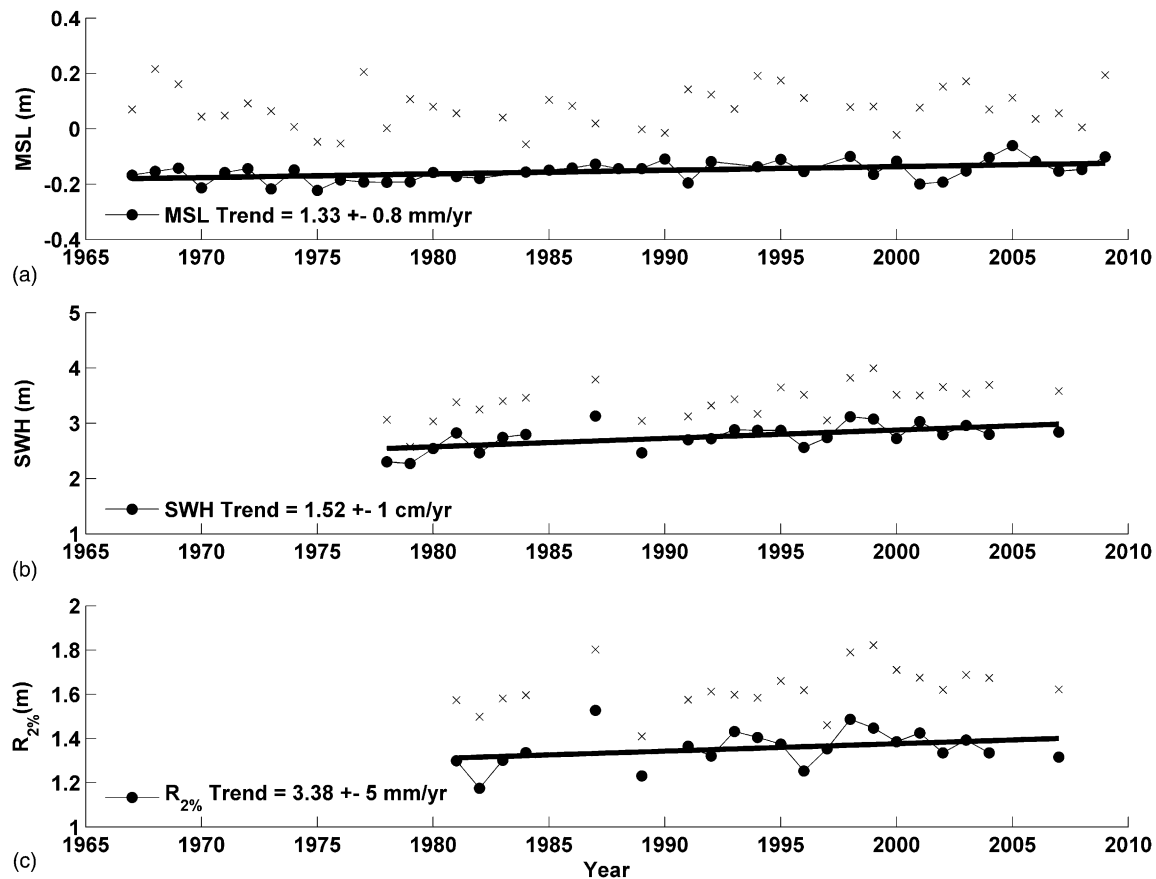 0.4
0.2
MSL (m)
0
-0.2
MSL Trend = 1.33 +- 0.8 mm/yr
-0.4
1965 1970 1975 1980 1985 1990 1995 2000 2005 2010
(a)
5
4
SWH (m)
3
2
SWH Trend = 1.52 +- 1 cm/yr
1
1965 1970 1975 1980 1985 1990 1995 2000 2005 2010
(b)
2
1.8
1.6
R2%(m)
1.4
1.2
R2% Trend = 3.38 +- 5 mm/yr
1
1965 1970 1975 1980 1985 1990 1995 2000 2005 2010
(c)
Year